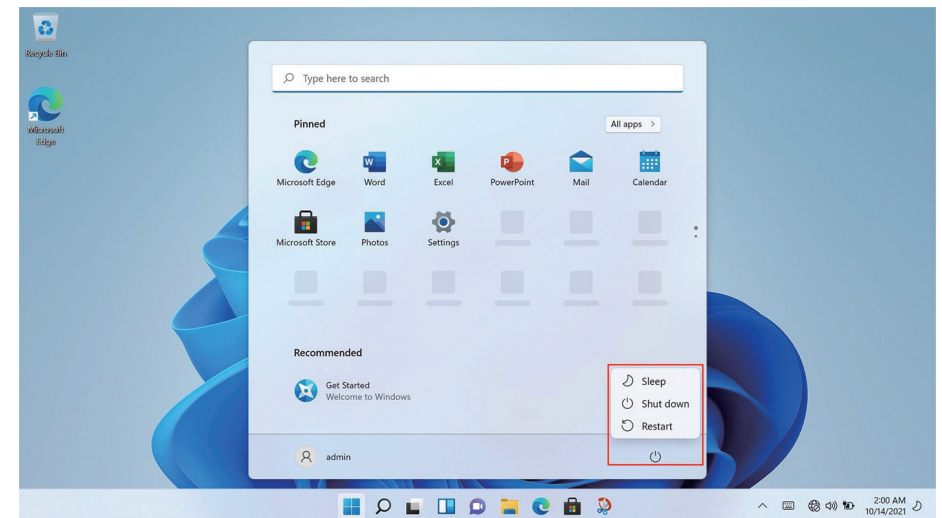 Recycle Bin
Microsoft
Edge
Type here to search
Pinned
All apps >
Microsoft Edge
Word
Excel
PowerPoint
Mail
Calendar
Microsoft Store
Photos
Settings
Recommended
Get Started
Welcome to Windows
Sleep
Shut down
Restart
admin
2:00 AM
10/14/2021